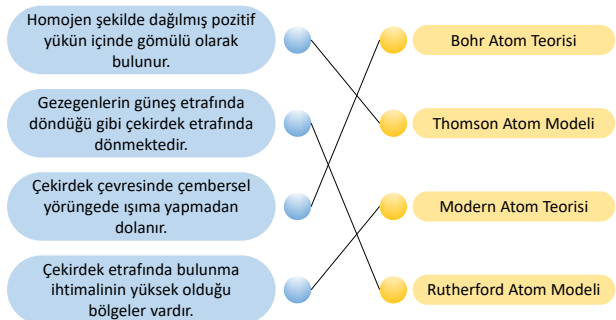 Homojen şekilde dağılmış pozitif
yükün içinde gömülü olarak
bulunur.
Bohr Atom Teorisi
Gezegenlerin güneş etrafında
döndüğü gibi çekirdek etrafında
dönmektedir.
Thomson Atom Modeli
Çekirdek çevresinde çembersel
yörüngede ışıma yapmadan
dolanır.
Modern Atom Teorisi
Çekirdek etrafında bulunma
ihtimalinin yüksek olduğu
bölgeler vardır.
Rutherford Atom Modeli